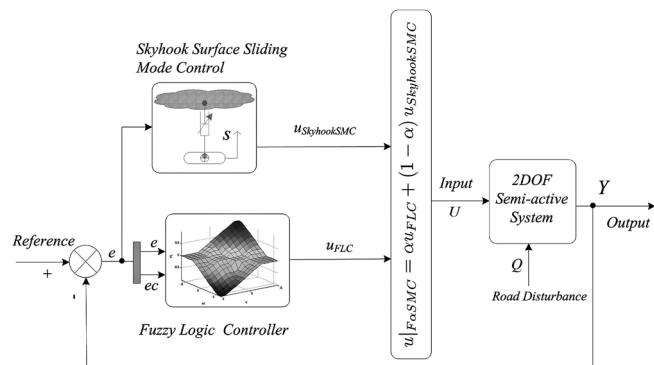 Skyhook Surface Sliding
Mode Control
S
u_SkyhookSMC
u|_FαSMC = αu_FLC + (1 − α) u_SkyhookSMC
Input
U
2DOF
Semi-active
System
Y
Output
Reference
+
-
e
e
ec
u_FLC
Q
Road Disturbance
Fuzzy Logic Controller